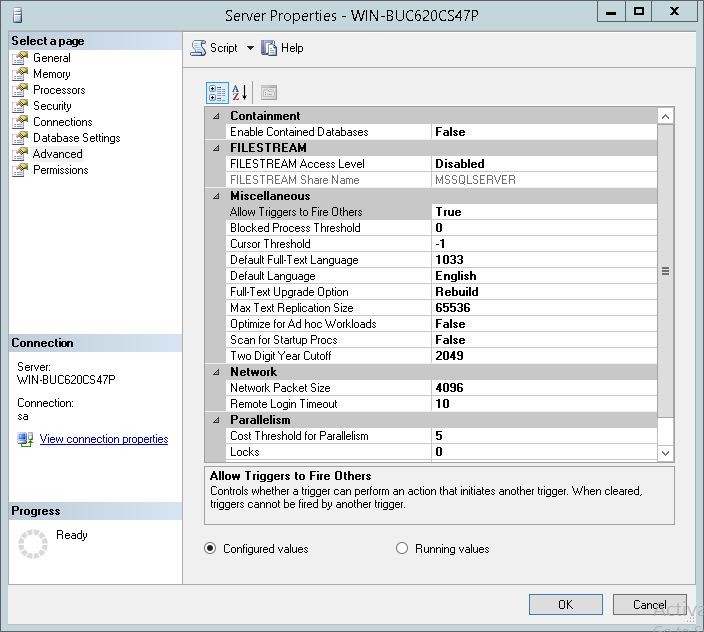 Server Properties - WIN-BUC620CS47P
Select a page
General
Memory
Processors
Security
Connections
Database Settings
Advanced
Permissions
Connection
Server:
WIN-BUC620CS47P
Connection:
sa
View connection properties
Progress
Ready
Script Help
Containment
Enable Contained Databases False
FILESTREAM
FILESTREAM Access Level Disabled
FILESTREAM Share Name MSSQLSERVER
Miscellaneous
Allow Triggers to Fire Others True
Blocked Process Threshold 0
Cursor Threshold -1
Default Full-Text Language 1033
Default Language English
Full-Text Upgrade Option Rebuild
Max Text Replication Size 65536
Optimize for Ad hoc Workloads False
Scan for Startup Procs False
Two Digit Year Cutoff 2049
Network
Network Packet Size 4096
Remote Login Timeout 10
Parallelism
Cost Threshold for Parallelism 5
Locks 0
Allow Triggers to Fire Others
Controls whether a trigger can perform an action that initiates another trigger. When cleared,
triggers cannot be fired by another trigger.
Configured values Running values
OK Cancel